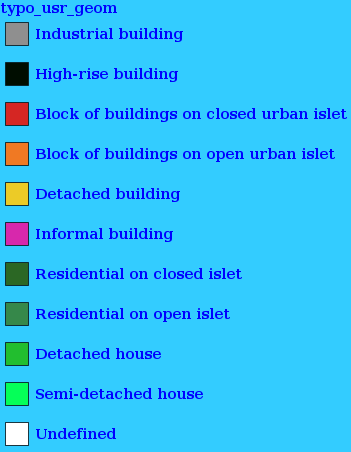 typo_usr_geom
Industrial building
High-rise building
Block of buildings on closed urban islet
Block of buildings on open urban islet
Detached building
Informal building
Residential on closed islet
Residential on open islet
Detached house
Semi-detached house
Undefined